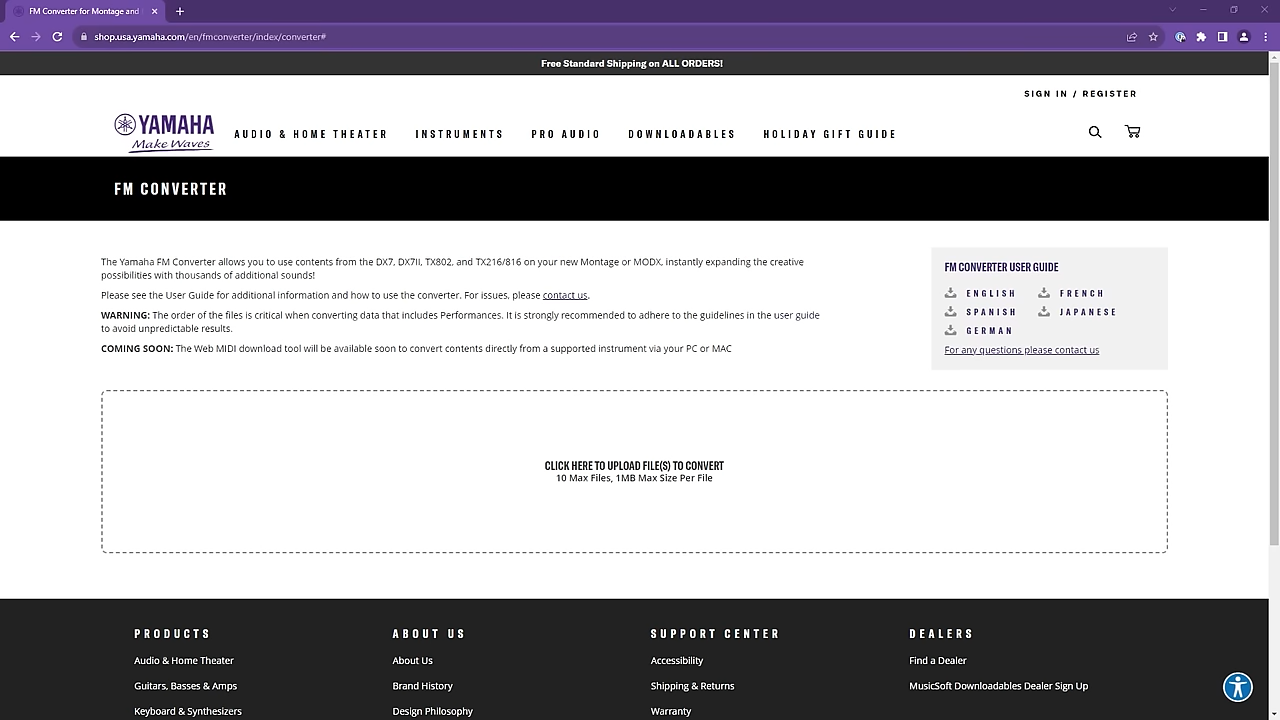 FM Converter for Montage and
shop.usa.yamaha.com/en/fmconverter/index/converter#
Free Standard Shipping on ALL ORDERS!
SIGN IN / REGISTER
YAMAHA
Make Waves
AUDIO & HOME THEATER INSTRUMENTS PRO AUDIO DOWNLOADABLES HOLIDAY GIFT GUIDE
FM CONVERTER
The Yamaha FM Converter allows you to use contents from the DX7, DX7II, TX802, and TX216/816 on your new Montage or MODX, instantly expanding the creative
possibilities with thousands of additional sounds!
Please see the User Guide for additional information and how to use the converter. For issues, please contact us.
WARNING: The order of the files is critical when converting data that includes Performances. It is strongly recommended to adhere to the guidelines in the user guide
to avoid unpredictable results.
COMING SOON: The Web MIDI download tool will be available soon to convert contents directly from a supported instrument via your PC or MAC
FM CONVERTER USER GUIDE
ENGLISH FRENCH
SPANISH JAPANESE
GERMAN
For any questions please contact us
CLICK HERE TO UPLOAD FILE(S) TO CONVERT
10 Max Files, 1MB Max Size Per File
PRODUCTS
Audio & Home Theater
Guitars, Basses & Amps
Keyboard & Synthesizers
ABOUT US
About Us
Brand History
Design Philosophy
SUPPORT CENTER
Accessibility
Shipping & Returns
Warranty
DEALERS
Find a Dealer
MusicSoft Downloadables Dealer Sign Up